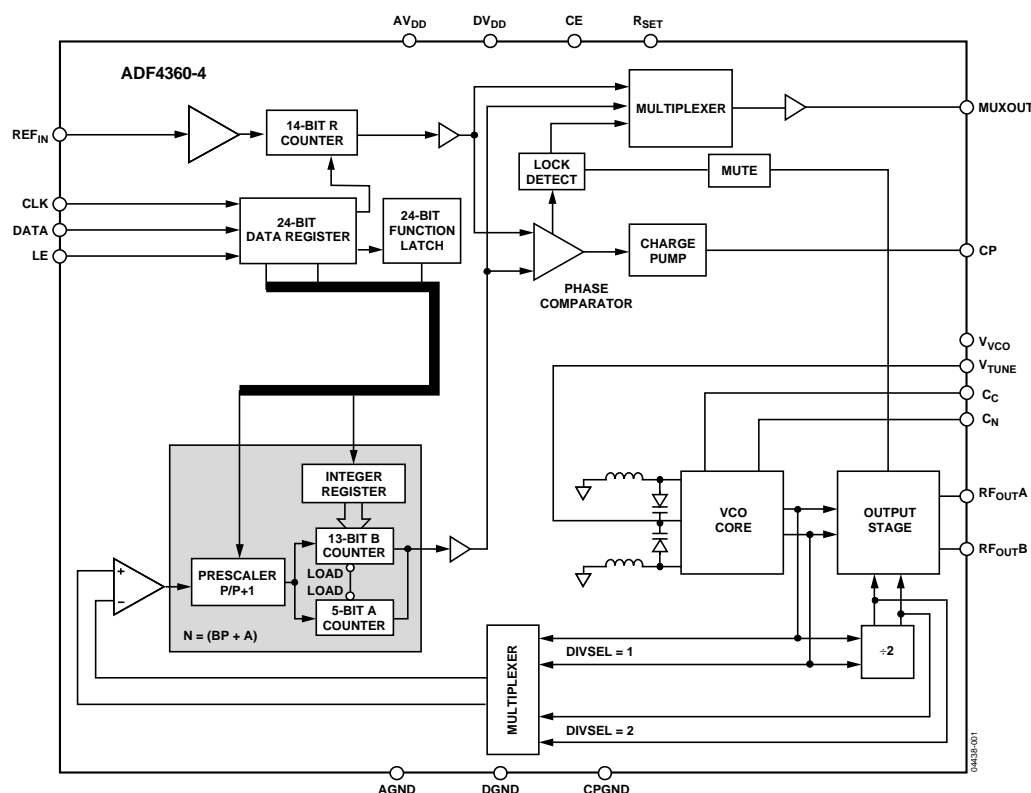 AVDD
DVDD
CE
RSET
ADF4360-4
REFIN
14-BIT R
COUNTER
MULTIPLEXER
MUXOUT
LOCK
DETECT
MUTE
CLK
DATA
LE
24-BIT
DATA REGISTER
24-BIT
FUNCTION
LATCH
CHARGE
PUMP
CP
PHASE
COMPARATOR
VVCO
VTUNE
CC
CN
INTEGER
REGISTER
13-BIT B
COUNTER
LOAD
LOAD
5-BIT A
COUNTER
+
−
PRESCALER
P/P+1
N = (BP + A)
VCO
CORE
OUTPUT
STAGE
RFOUTA
RFOUTB
MULTIPLEXER
DIVSEL = 1
DIVSEL = 2
÷2
04438-001
AGND
DGND
CPGND